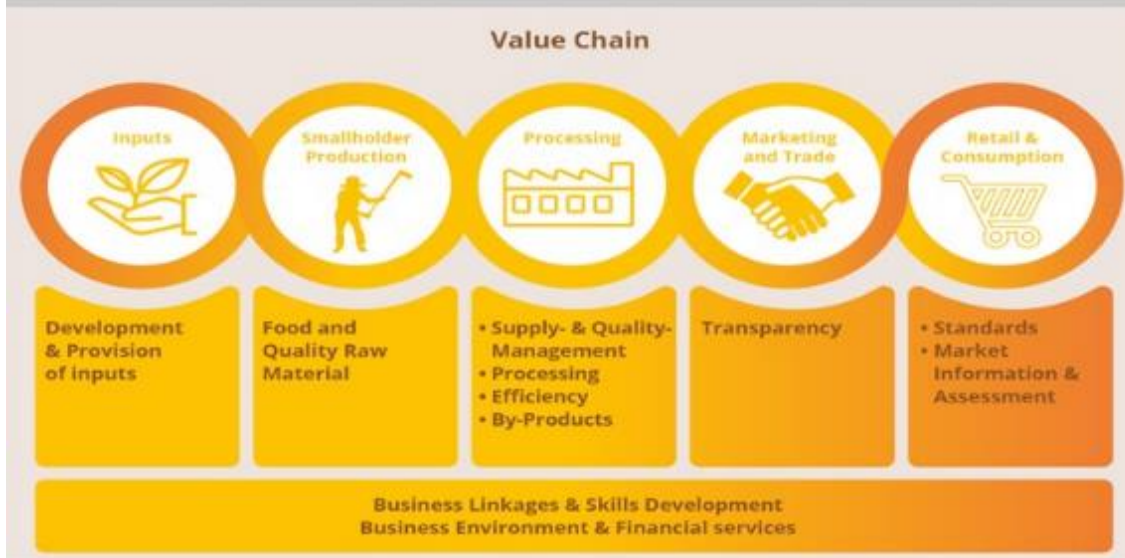 Value Chain
Inputs
Smallholder
Production
Processing
Marketing
and Trade
Retail &
Consumption
Development
& Provision
of inputs
Food and
Quality Raw
Material
• Supply- & Quality-
Management
• Processing
• Efficiency
• By-Products
Transparency
• Standards
• Market
Information &
Assessment
Business Linkages & Skills Development
Business Environment & Financial services